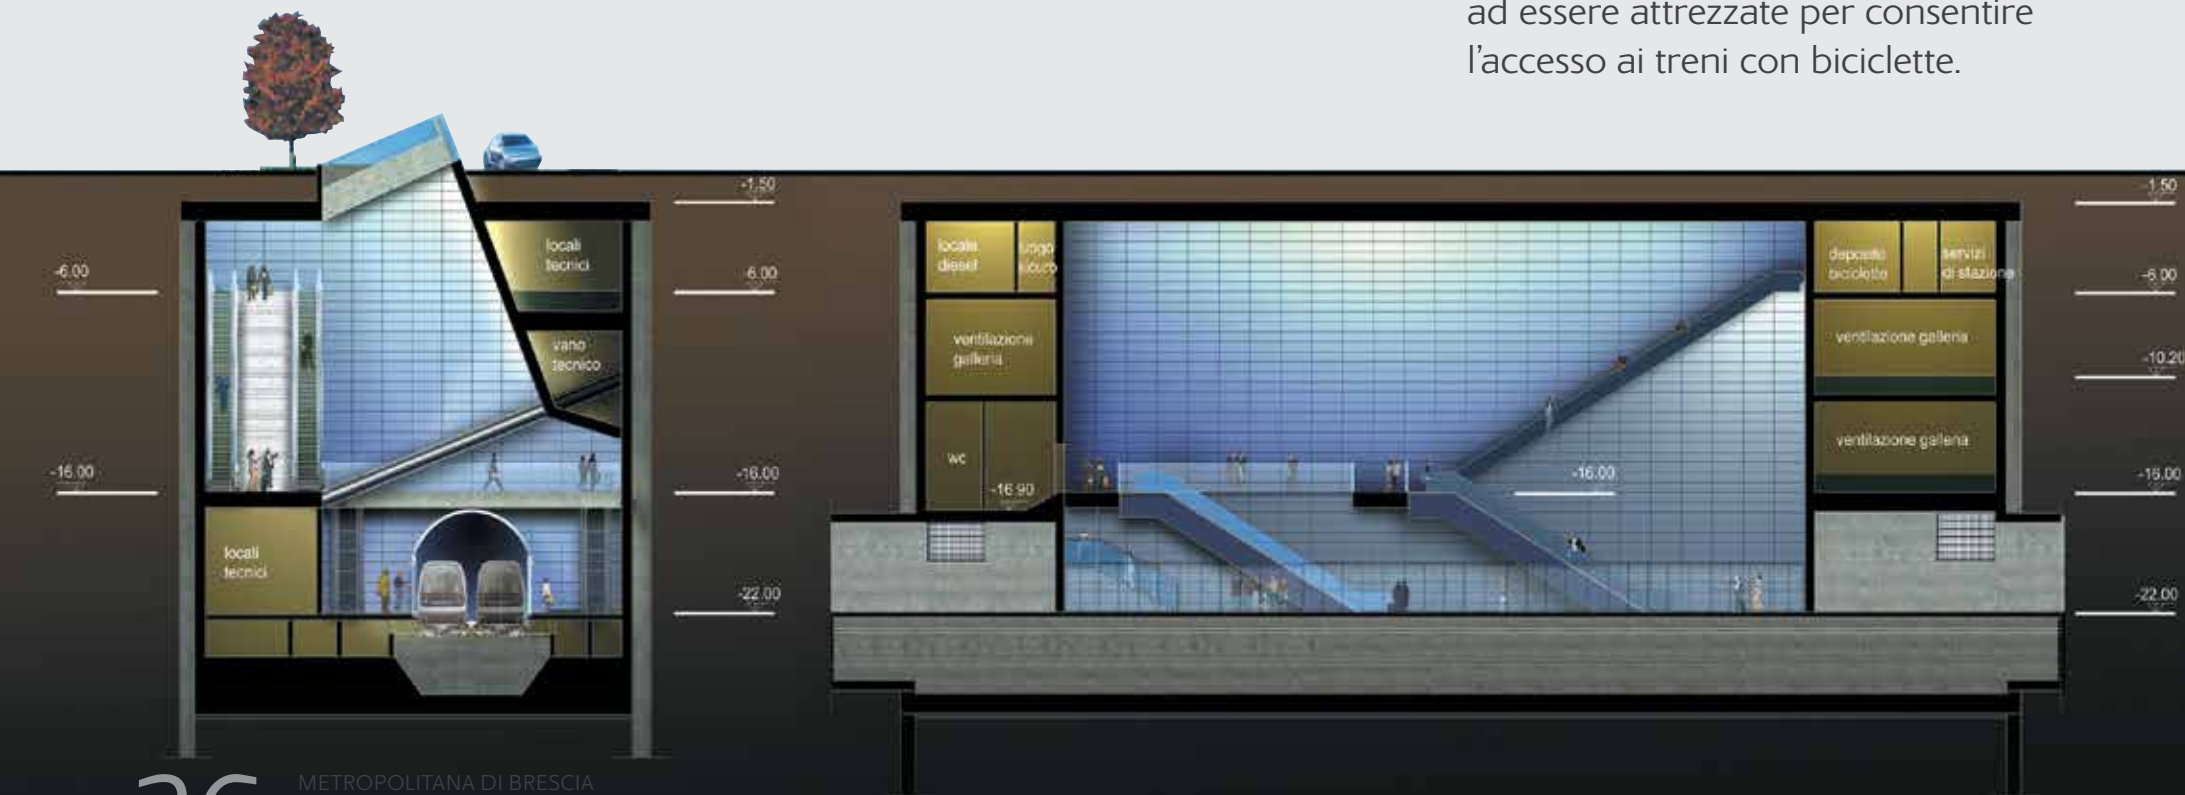 ad essere attrezzate per consentire
l'accesso ai treni con biciclette.
-1.50
-6.00
-16.00
locali
tecnici
vano
tecnico
locali
tecnici
-6.00
-16.00
-22.00
locale
diesel
luogo
sicuro
ventilazione
galleria
wc
-16.90
-16.00
deposito
biciclette
servizi
di stazione
ventilazione galleria
ventilazione galleria
-1.50
-6.00
-10.20
-16.00
-22.00
METROPOLITANA DI BRESCIA